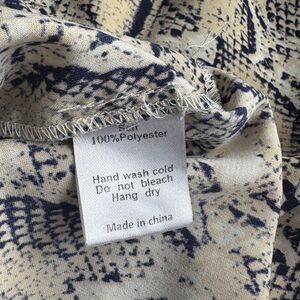 100%Polyester
Hand wash cold
Do not bleach
Hang dry
Made in china